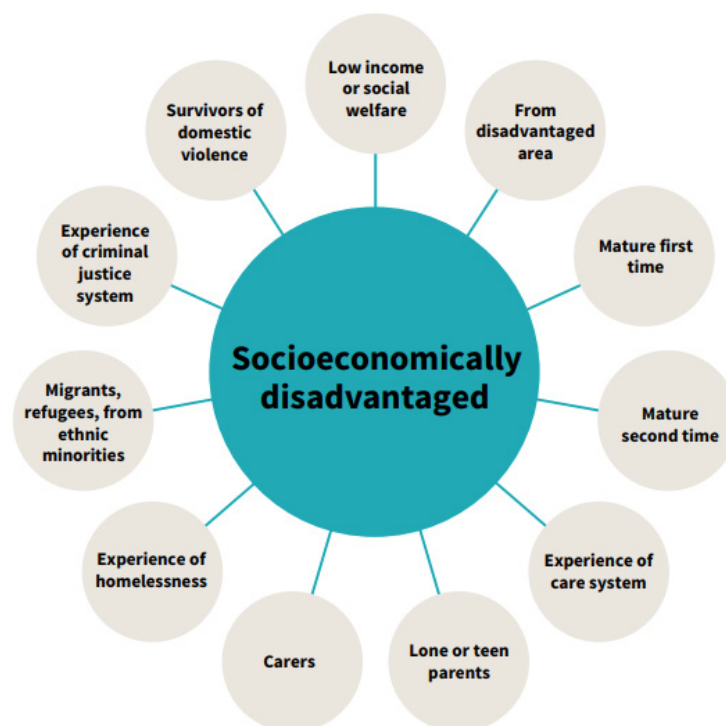 Low income
or social
welfare
From
disadvantaged
area
Mature first
time
Mature
second time
Experience of
care system
Lone or teen
parents
Carers
Experience of
homelessness
Migrants,
refugees, from
ethnic
minorities
Experience
of criminal
justice
system
Survivors of
domestic
violence
Socioeconomically
disadvantaged